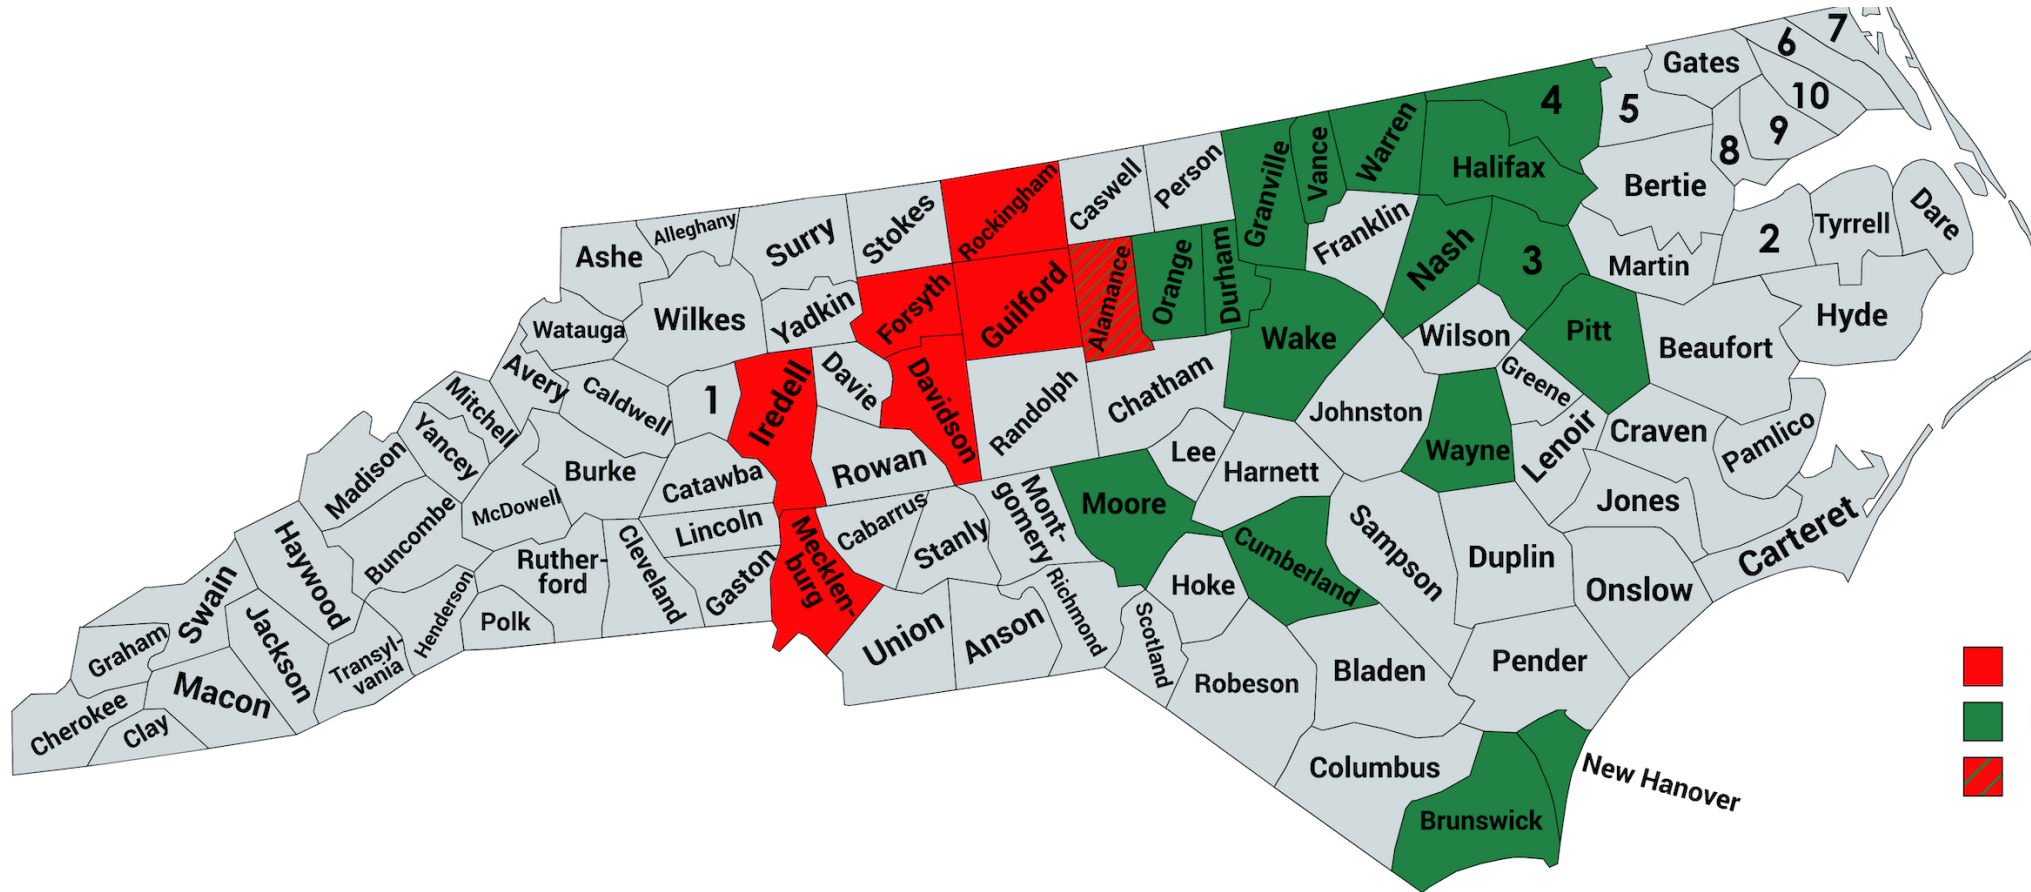 7
6
Gates
10
4
5
9
8
Warren
Vance
Halifax
Bertie
Granville
Person
Caswell
Rockingham
Stokes
Surry
Alleghany
Ashe
Franklin
Nash
3
Martin
2
Tyrrell
Dare
Hyde
Durham
Orange
Alamance
Guilford
Forsyth
Yadkin
Wilkes
Watauga
Wake
Wilson
Pitt
Beaufort
Greene
Johnston
Chatham
Randolph
Davidson
Davie
Iredell
1
Caldwell
Avery
Mitchell
Yancey
Madison
Burke
Catawba
Rowan
Lee
Harnett
Wayne
Lenoir
Craven
Pamlico
Jones
Carteret
Moore
Mont-
gomery
Stanly
Cabarrus
Mecklen-
burg
Lincoln
Gaston
Cleveland
Ruther-
ford
McDowell
Buncombe
Haywood
Swain
Graham
Jackson
Transyl-
vania
Henderson
Polk
Macon
Cherokee
Clay
Union
Anson
Richmond
Scotland
Hoke
Cumberland
Sampson
Duplin
Onslow
Robeson
Bladen
Pender
Columbus
Brunswick
New Hanover